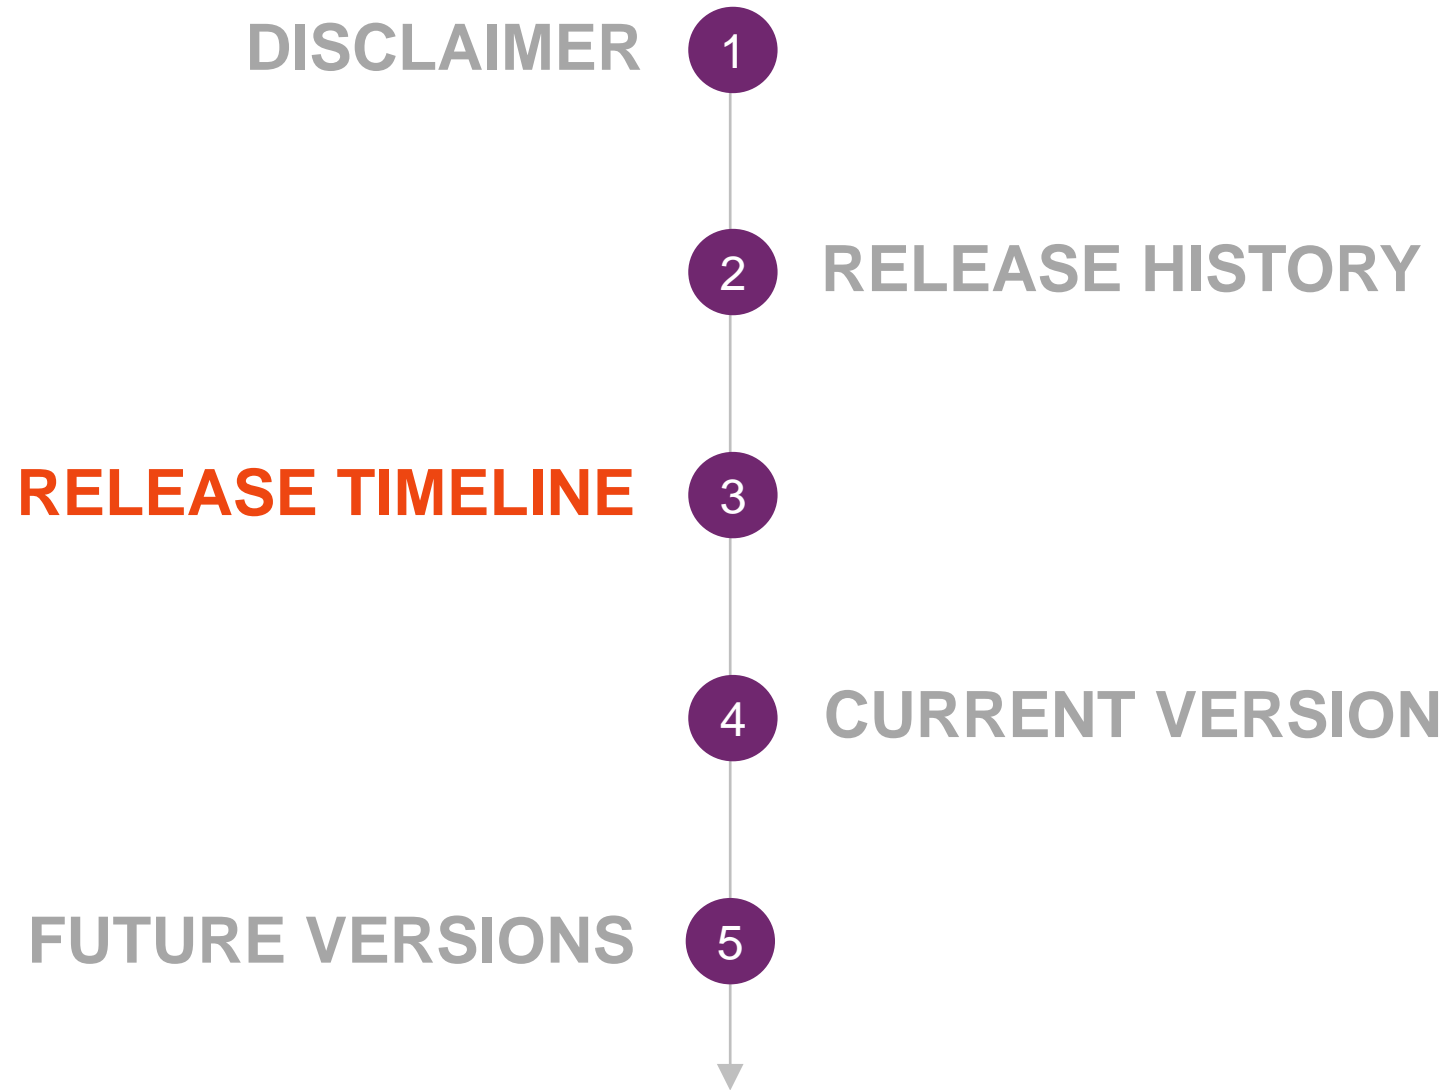 DISCLAIMER 1
2 RELEASE HISTORY
RELEASE TIMELINE 3
4 CURRENT VERSION
FUTURE VERSIONS 5